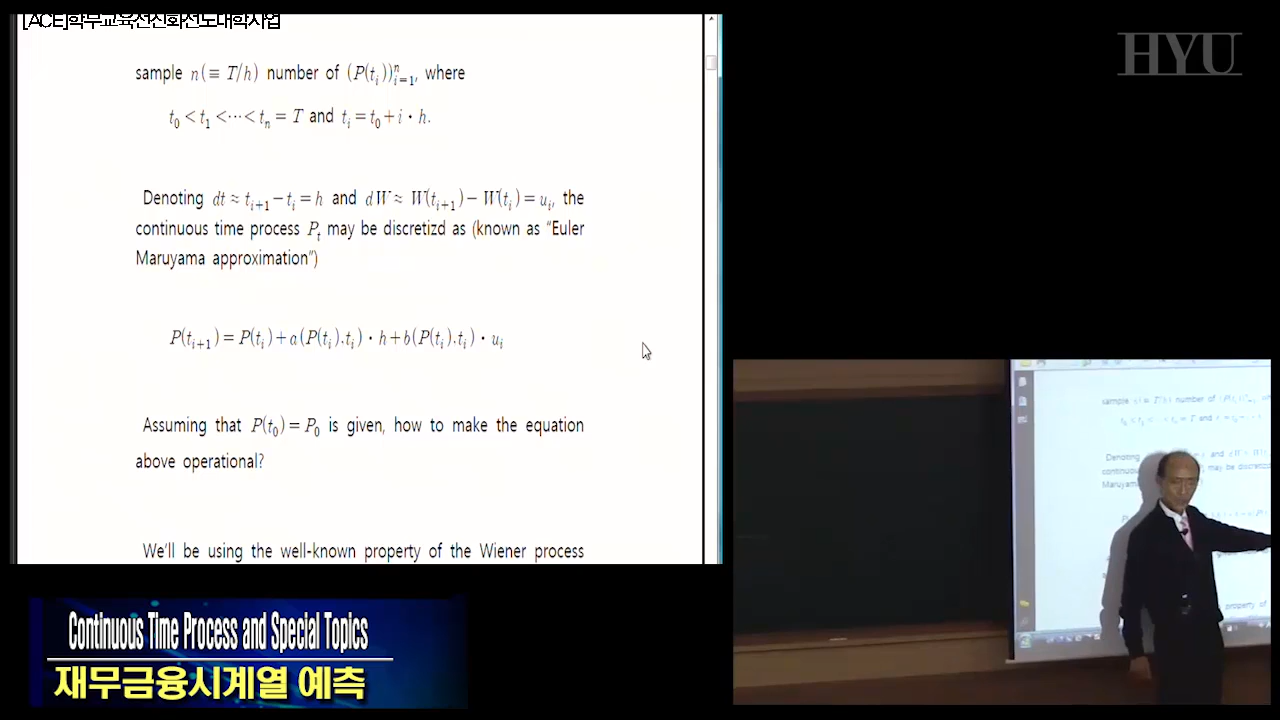 [ACE]학부교육선진화선도대학사업
HYU
sample n(≡ T/h) number of (P(t_i))_{i=1}^n, where
t_0 < t_1 < ⋯ < t_n = T and t_i = t_0 + i · h.
Denoting dt ≈ t_{i+1} − t_i = h and dW ≈ W(t_{i+1}) − W(t_i) = u_i, the
continuous time process P_t may be discretizd as (known as "Euler
Maruyama approximation")
P(t_{i+1}) = P(t_i) + a(P(t_i).t_i) · h + b(P(t_i).t_i) · u_i
Assuming that P(t_0) = P_0 is given, how to make the equation
above operational?
We'll be using the well-known property of the Wiener process
Continuous Time Process and Special Topics
재무금융시계열 예측